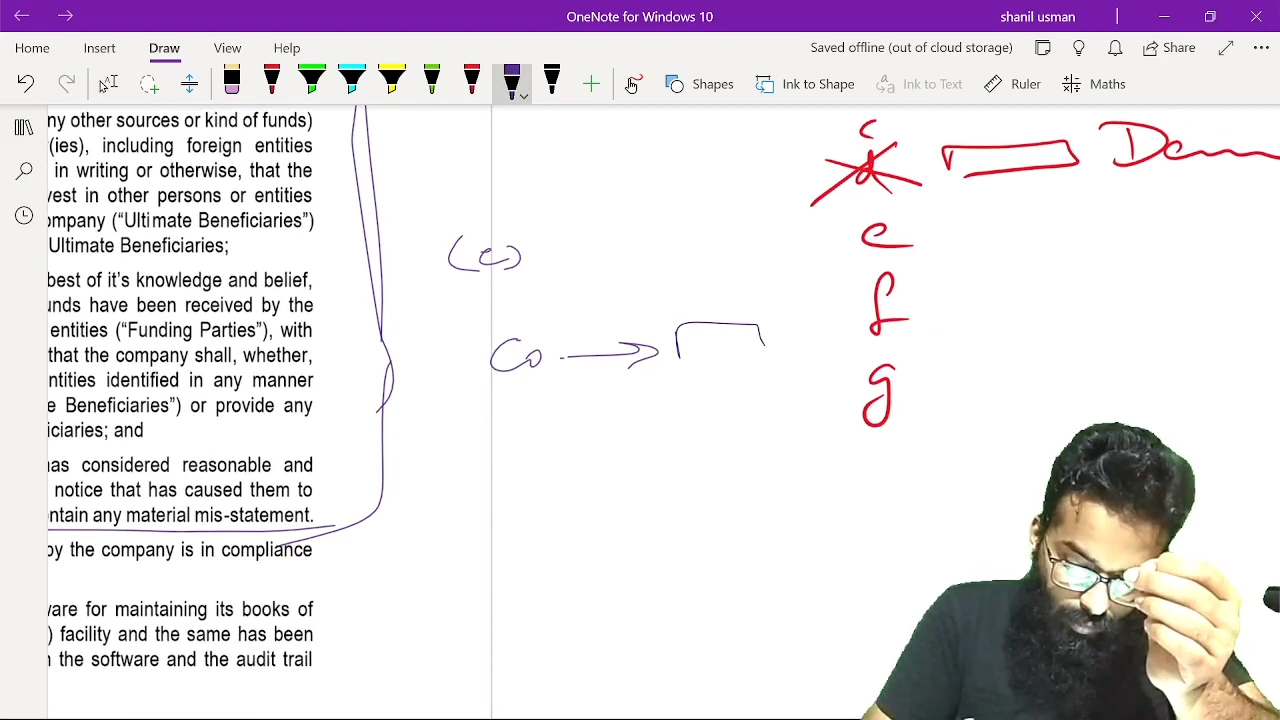 OneNote for Windows 10
shanil usman
Home Insert Draw View Help
Saved offline (out of cloud storage)
Share
Shapes
Ink to Shape
Ink to Text
Ruler
Maths
ny other sources or kind of funds)
(ies), including foreign entities
in writing or otherwise, that the
vest in other persons or entities
ompany (“Ultimate Beneficiaries”)
Ultimate Beneficiaries;
best of it’s knowledge and belief,
unds have been received by the
entities (“Funding Parties”), with
that the company shall, whether,
ntities identified in any manner
e Beneficiaries”) or provide any
iciaries; and
has considered reasonable and
notice that has caused them to
ntain any material mis-statement.
by the company is in compliance
ware for maintaining its books of
) facility and the same has been
n the software and the audit trail
(e)
Co
c
d
e
f
g